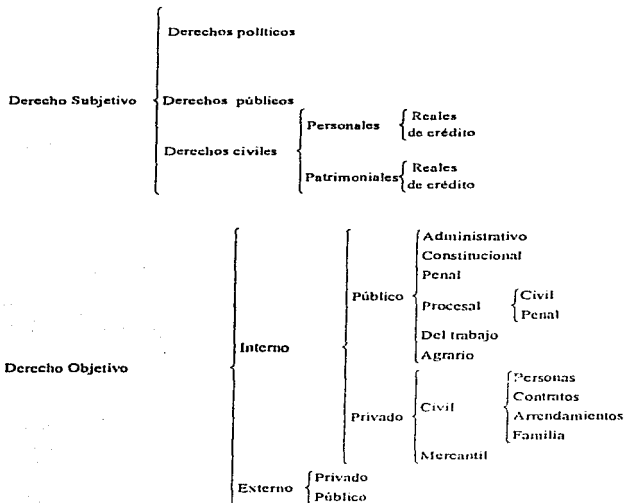 Derechos políticos
Derecho Subjetivo
Derechos públicos
Derechos civiles
Personales
Reales
de crédito
Patrimoniales
Reales
de crédito
Derecho Objetivo
Interno
Público
Administrativo
Constitucional
Penal
Procesal
Civil
Penal
Del trabajo
Agrario
Privado
Civil
Personas
Contratos
Arrendamientos
Familia
Mercantil
Externo
Privado
Público